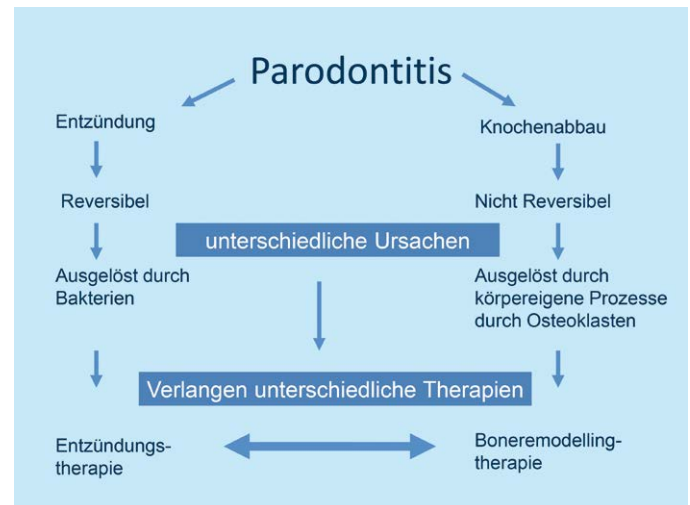 Parodontitis
Entzündung
Knochenabbau
Reversibel
Nicht Reversibel
unterschiedliche Ursachen
Ausgelöst durch
Bakterien
Ausgelöst durch
körpereigene Prozesse
durch Osteoklasten
Verlangen unterschiedliche Therapien
Entzündungs-
therapie
Boneremodelling-
therapie